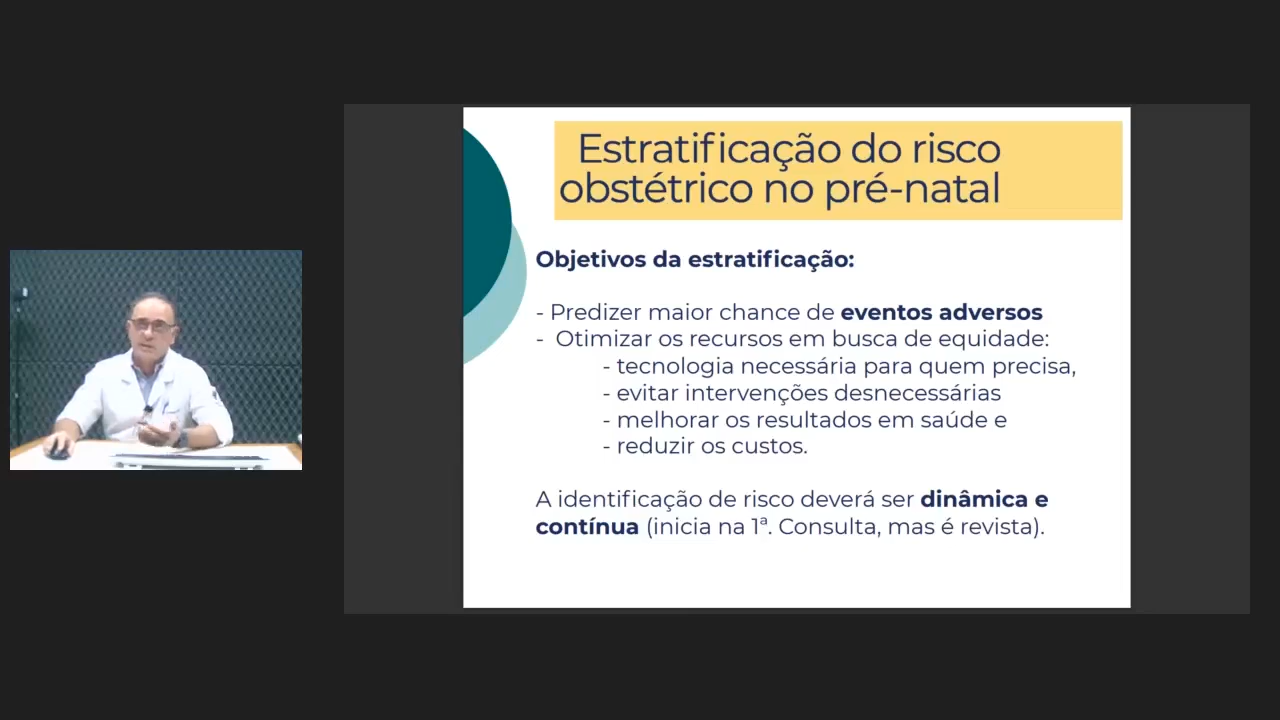 Estratificação do risco
obstétrico no pré-natal
Objetivos da estratificação:
- Predizer maior chance de eventos adversos
- Otimizar os recursos em busca de equidade:
- tecnologia necessária para quem precisa,
- evitar intervenções desnecessárias
- melhorar os resultados em saúde e
- reduzir os custos.
A identificação de risco deverá ser dinâmica e
contínua (inicia na 1ª. Consulta, mas é revista).